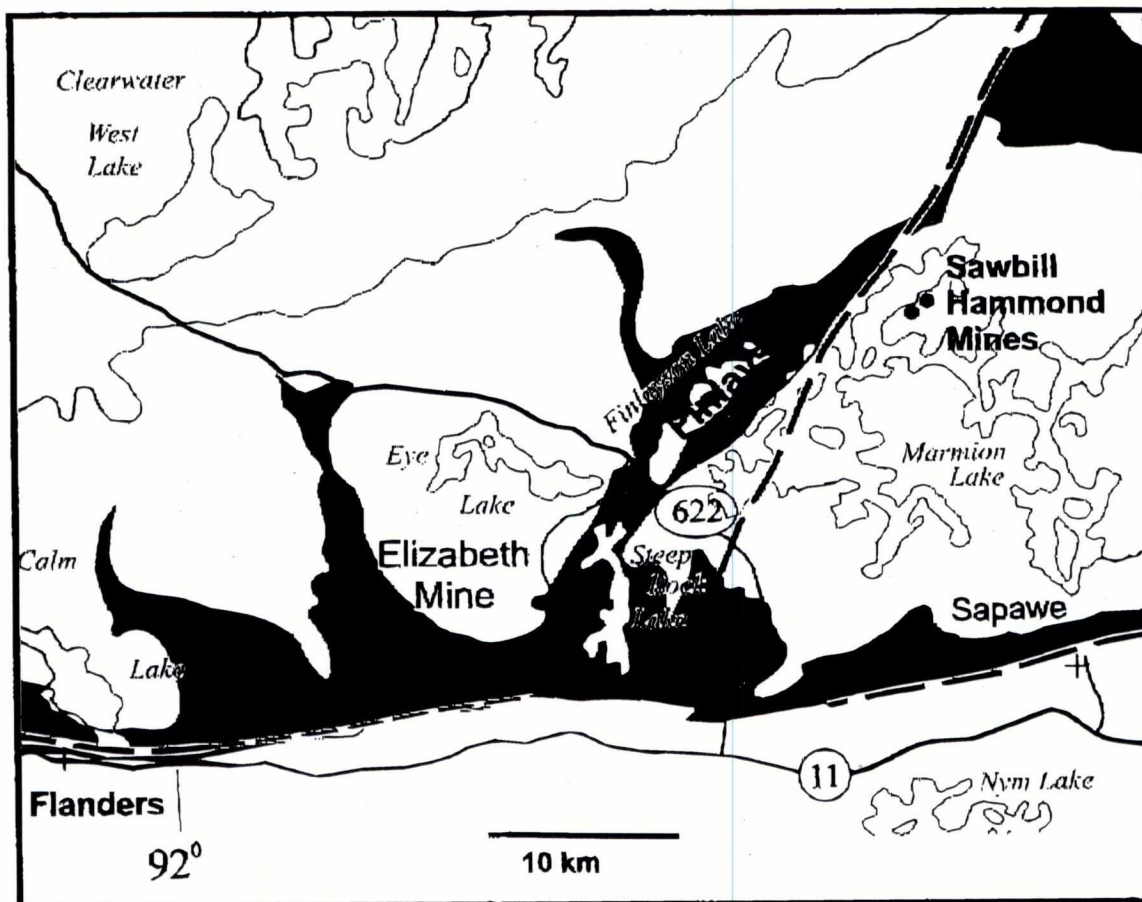 Clearwater
West
Lake
Sawbill
Hammond
Mines
Finlayson Lake
Eye
Lake
Marmion
Lake
622
Calm
Lake
Elizabeth
Mine
Steep
Rock
Lake
Sapawe
Flanders
11
Nym Lake
92⁰
10 km